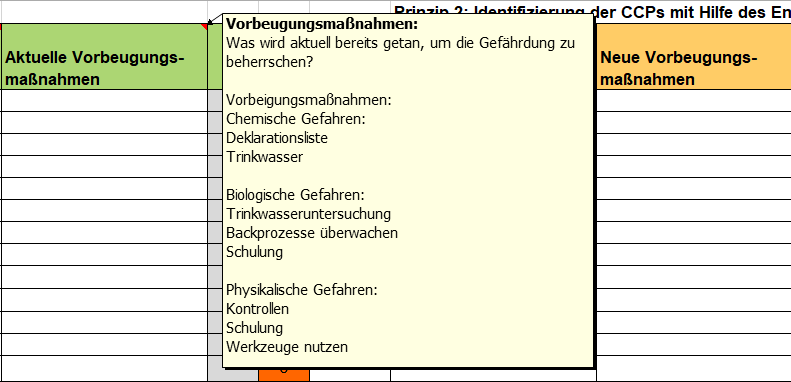 Prinzip 2: Identifizierung der CCPs mit Hilfe des En
Aktuelle Vorbeugungs-
maßnahmen
Vorbeugungsmaßnahmen:
Was wird aktuell bereits getan, um die Gefährdung zu
beherrschen?
Vorbeigungsmaßnahmen:
Chemische Gefahren:
Deklarationsliste
Trinkwasser
Biologische Gefahren:
Trinkwasseruntersuchung
Backprozesse überwachen
Schulung
Physikalische Gefahren:
Kontrollen
Schulung
Werkzeuge nutzen
Neue Vorbeugungs-
maßnahmen